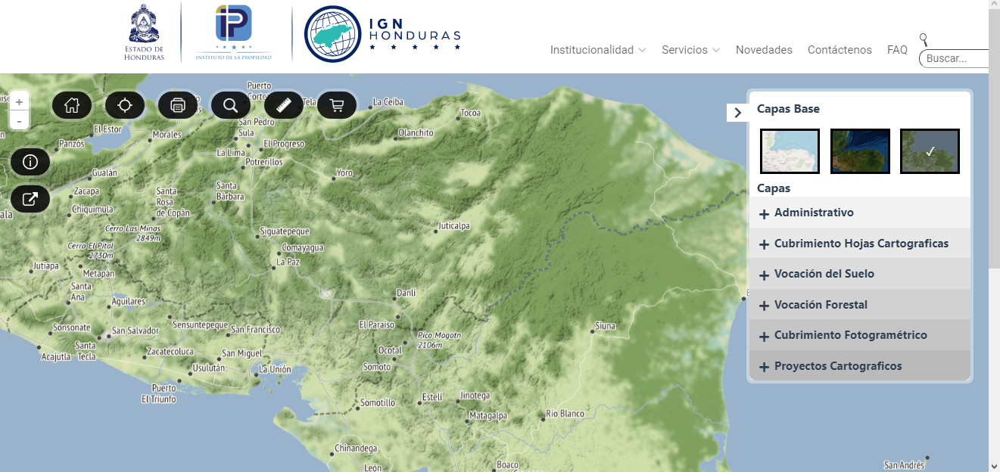 ESTADO DE
HONDURAS
IP
INSTITUTO DE LA PROPIEDAD
IGN
HONDURAS
Institucionalidad
Servicios
Novedades
Contáctenos
FAQ
Buscar...
+
-
Puerto
Tela
La Ceiba
Tocoa
Olanchito
El Estor
Morales
San Pedro
Sula
El Progreso
Panzós
La Lima
Potrerillos
Gualán
Yoro
Zacapa
Santa
Rosa
de Copán
Santa
Bárbara
Chiquimula
Cerro Las Minas
2849m
Siguatepeque
Juticalpa
Cerro El Pital
2730m
Comayagua
La Paz
Jutiapa
Metapán
Santa
Ana
Danlí
Aguilares
Sonsonate
San Salvador
Sensuntepeque
San Francisco
El Paraíso
Pico Mogotn
2106m
Siuna
Acajutla
Santa
Tecla
Zacatecoluca
San Miguel
Ocotal
Usulután
La Unión
Somoto
Puerto
El Triunfo
Somotillo
Estelí
Jinotega
Matagalpa
Río Blanco
Chinandega
León
Boaco
San Andrés
Capas Base
Capas
+ Administrativo
+ Cubrimiento Hojas Cartograficas
+ Vocación del Suelo
+ Vocación Forestal
+ Cubrimiento Fotogramétrico
+ Proyectos Cartograficos